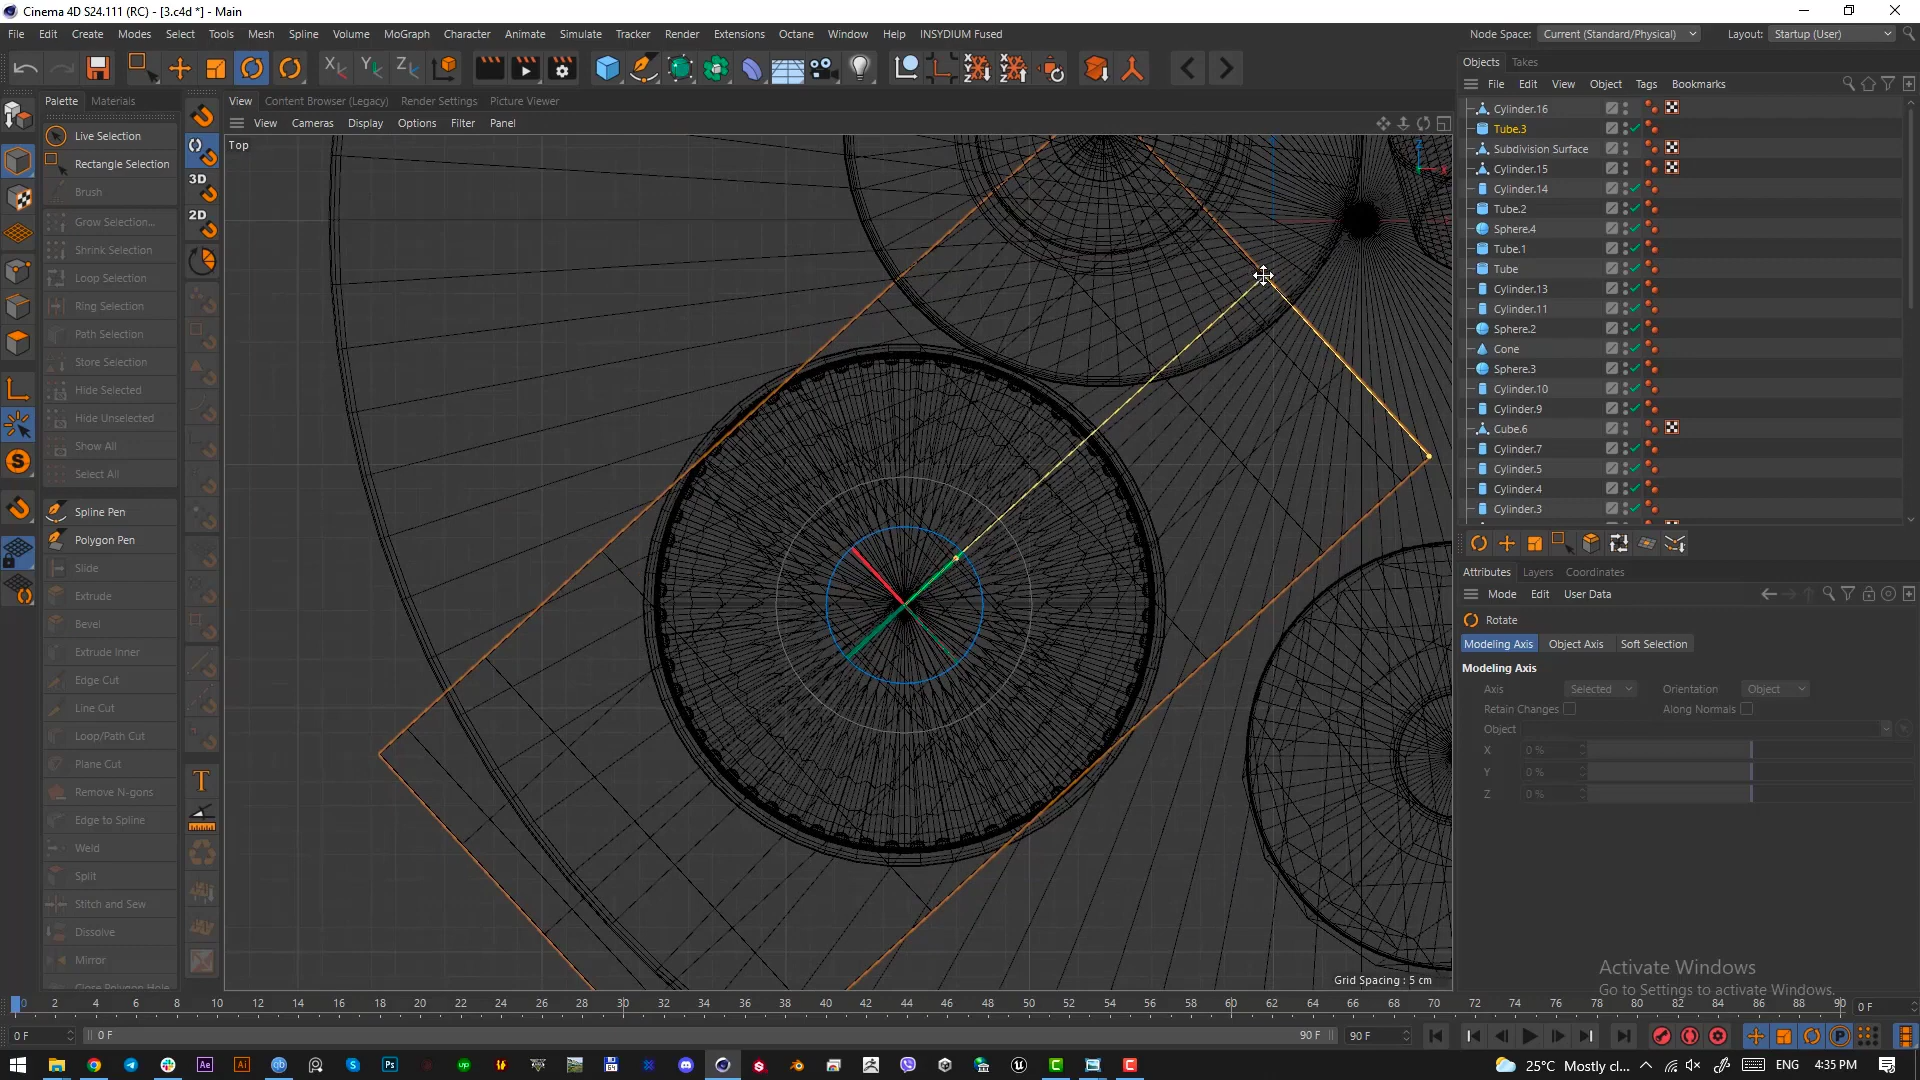 Cinema 4D S24.111 (RC) - [3.c4d *] - Main
File Edit Create Modes Select Tools Mesh Spline Volume MoGraph Character Animate Simulate Tracker Render Extensions Octane Window Help INSYDIUM Fused
Node Space: Current (Standard/Physical) Layout: Startup (User)
Palette Materials
Live Selection
Rectangle Selection
Brush
Grow Selection...
Shrink Selection
Loop Selection
Ring Selection
Path Selection
Store Selection
Hide Selected
Hide Unselected
Show All
Select All
Spline Pen
Polygon Pen
Slide
Extrude
Bevel
Extrude Inner
Edge Cut
Line Cut
Loop/Path Cut
Plane Cut
Remove N-gons
Edge to Spline
Weld
Split
Stitch and Sew
Dissolve
Mirror
Close Polygon Hole
3D
2D
View Content Browser (Legacy) Render Settings Picture Viewer
View Cameras Display Options Filter Panel
Top
Grid Spacing : 5 cm
Objects Takes
File Edit View Object Tags Bookmarks
Cylinder.16
Tube.3
Subdivision Surface
Cylinder.15
Cylinder.14
Tube.2
Sphere.4
Tube.1
Tube
Cylinder.13
Cylinder.11
Sphere.2
Cone
Sphere.3
Cylinder.10
Cylinder.9
Cube.6
Cylinder.7
Cylinder.5
Cylinder.4
Cylinder.3
Attributes Layers Coordinates
Mode Edit User Data
Rotate
Modeling Axis Object Axis Soft Selection
Modeling Axis
Axis Selected Orientation Object
Retain Changes Along Normals
Object
X 0 %
Y 0 %
Z 0 %
Activate Windows
Go to Settings to activate Windows.
0 2 4 6 8 10 12 14 16 18 20 22 24 26 28 30 32 34 36 38 40 42 44 46 48 50 52 54 56 58 60 62 64 66 68 70 72 74 76 78 80 82 84 86 88 90 0 F
0 F 0 F 90 F 90 F
25°C Mostly cl... ENG 4:35 PM